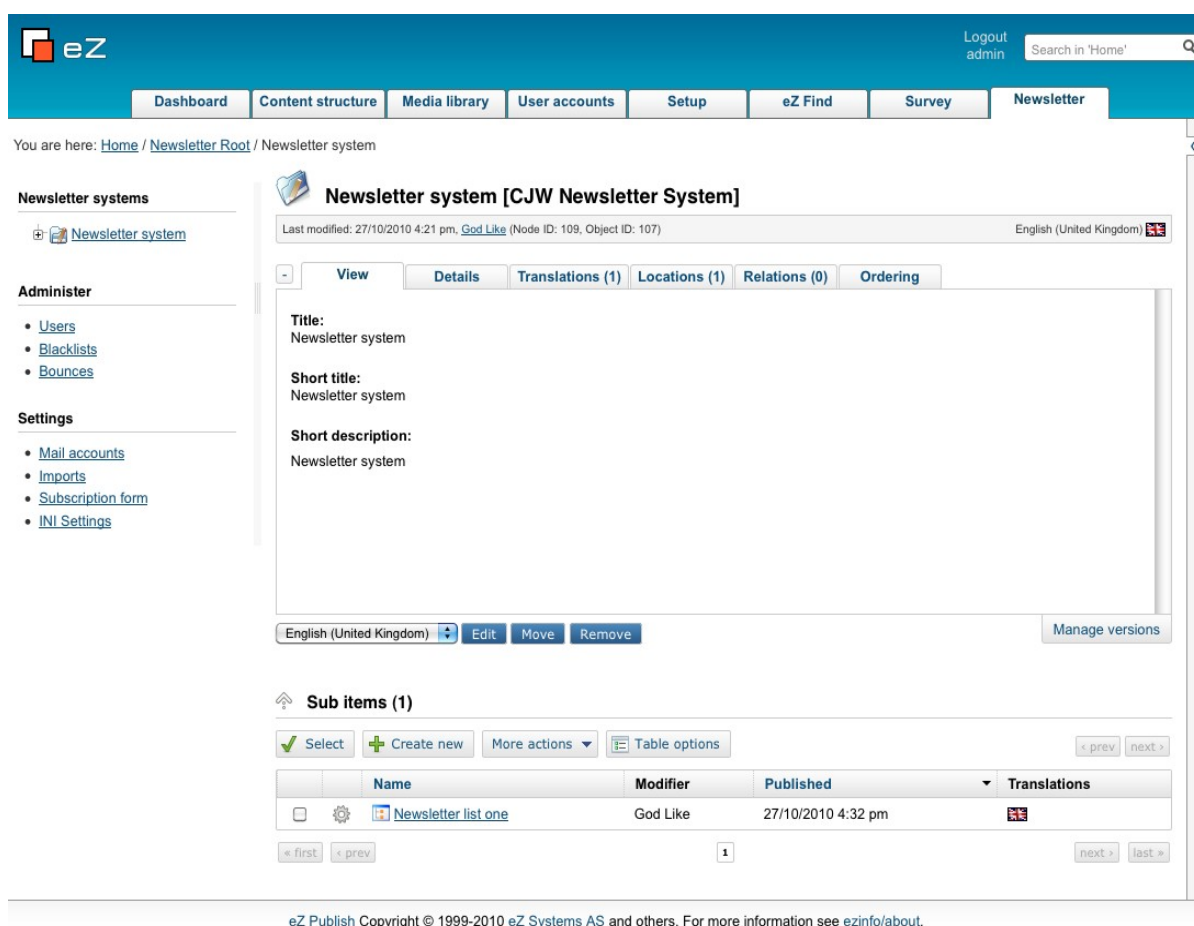 eZ
Logout
admin
Search in 'Home'
Dashboard Content structure Media library User accounts Setup eZ Find Survey Newsletter
You are here: Home / Newsletter Root / Newsletter system
Newsletter systems
Newsletter system
Administer
• Users
• Blacklists
• Bounces
Settings
• Mail accounts
• Imports
• Subscription form
• INI Settings
Newsletter system [CJW Newsletter System]
Last modified: 27/10/2010 4:21 pm, God Like (Node ID: 109, Object ID: 107) English (United Kingdom)
- View Details Translations (1) Locations (1) Relations (0) Ordering
Title:
Newsletter system
Short title:
Newsletter system
Short description:
Newsletter system
English (United Kingdom) Edit Move Remove Manage versions
Sub items (1)
Select Create new More actions Table options ‹ prev next ›
Name Modifier Published Translations
Newsletter list one God Like 27/10/2010 4:32 pm
« first ‹ prev 1 next › last »
eZ Publish Copyright © 1999-2010 eZ Systems AS and others. For more information see ezinfo/about.